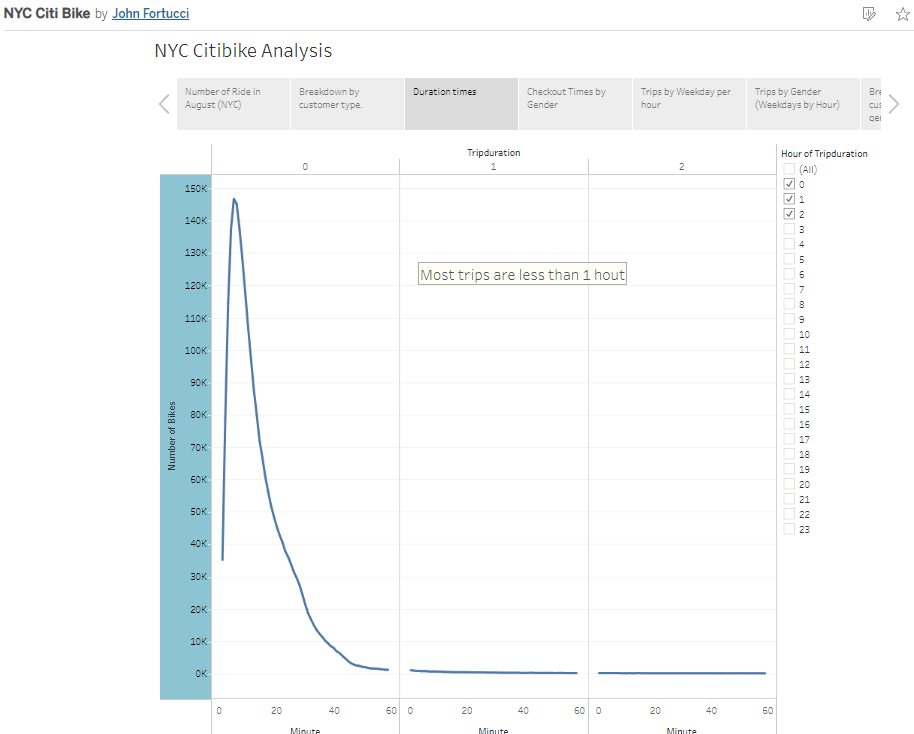 NYC Citi Bike by John Fortucci
NYC Citibike Analysis
Number of Ride in
August (NYC)
Breakdown by
customer type.
Duration times
Checkout Times by
Gender
Trips by Weekday per
hour
Trips by Gender
(Weekdays by Hour)
Tripduration
0
1
2
Number of Bikes
150K
140K
130K
120K
110K
100K
90K
80K
70K
60K
50K
40K
30K
20K
10K
0K
Most trips are less than 1 hout
0 20 40 60
0 20 40 60
0 20 40 60
Minute
Minute
Minute
Hour of Tripduration
(All)
0
1
2
3
4
5
6
7
8
9
10
11
12
13
14
15
16
17
18
19
20
21
22
23